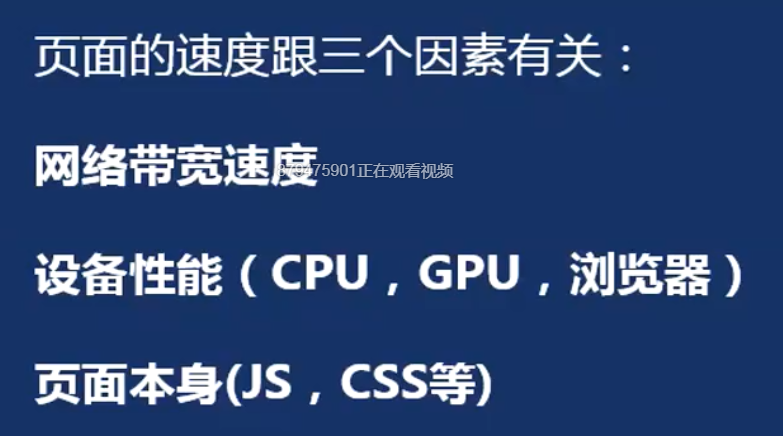 页面的速度跟三个因素有关：
网络带宽速度
正在观看视频
设备性能（CPU，GPU，浏览器）
页面本身(JS，CSS等)